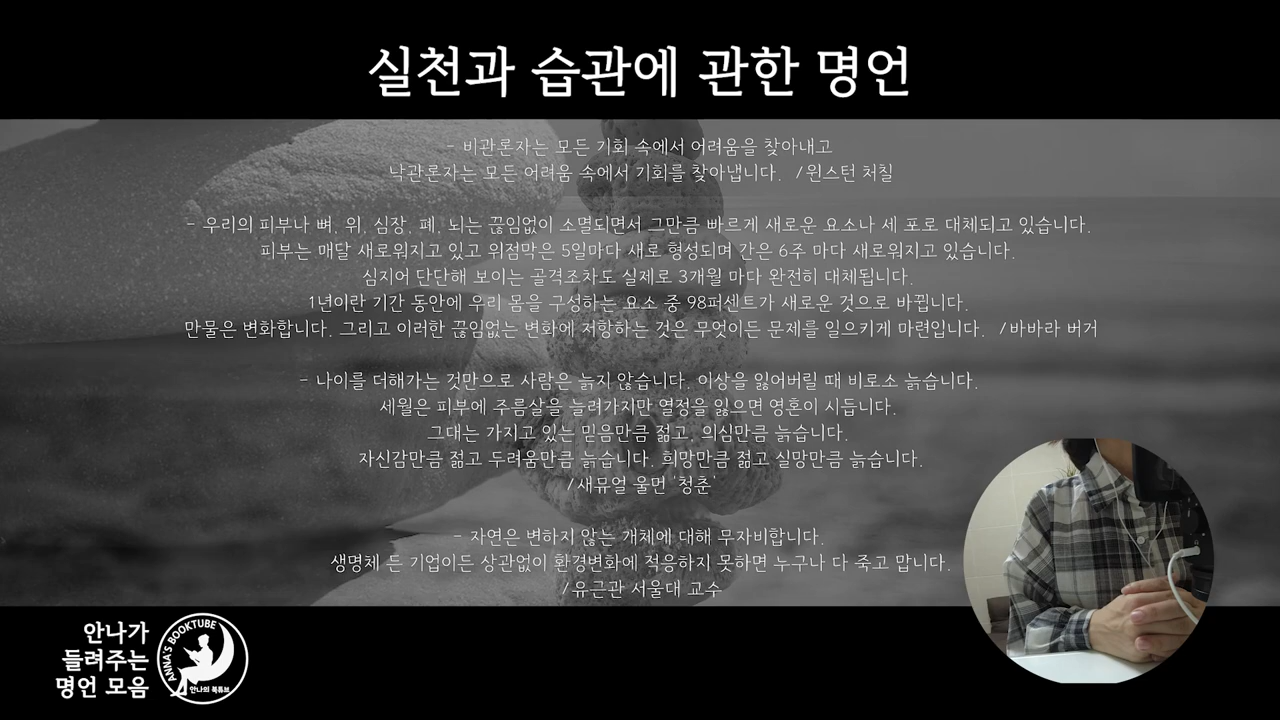 실천과 습관에 관한 명언
- 비관론자는 모든 기회 속에서 어려움을 찾아내고
낙관론자는 모든 어려움 속에서 기회를 찾아냅니다. /윈스턴 처칠
- 우리의 피부나 뼈, 위, 심장, 폐, 뇌는 끊임없이 소멸되면서 그만큼 빠르게 새로운 요소나 세 포로 대체되고 있습니다.
피부는 매달 새로워지고 있고 위점막은 5일마다 새로 형성되며 간은 6주 마다 새로워지고 있습니다.
심지어 단단해 보이는 골격조차도 실제로 3개월 마다 완전히 대체됩니다.
1년이란 기간 동안에 우리 몸을 구성하는 요소 중 98퍼센트가 새로운 것으로 바뀝니다.
만물은 변화합니다. 그리고 이러한 끊임없는 변화에 저항하는 것은 무엇이든 문제를 일으키게 마련입니다. /바바라 버거
- 나이를 더해가는 것만으로 사람은 늙지 않습니다. 이상을 잃어버릴 때 비로소 늙습니다.
세월은 피부에 주름살을 늘려가지만 열정을 잃으면 영혼이 시듭니다.
그대는 가지고 있는 믿음만큼 젊고, 의심만큼 늙습니다.
자신감만큼 젊고 두려움만큼 늙습니다. 희망만큼 젊고 실망만큼 늙습니다.
/새뮤얼 울먼 '청춘'
- 자연은 변하지 않는 개체에 대해 무자비합니다.
생명체 든 기업이든 상관없이 환경변화에 적응하지 못하면 누구나 다 죽고 맙니다.
/유근관 서울대 교수
안나가
들려주는
명언 모음
ANNA'S BOOKTUBE
안나의 북튜브